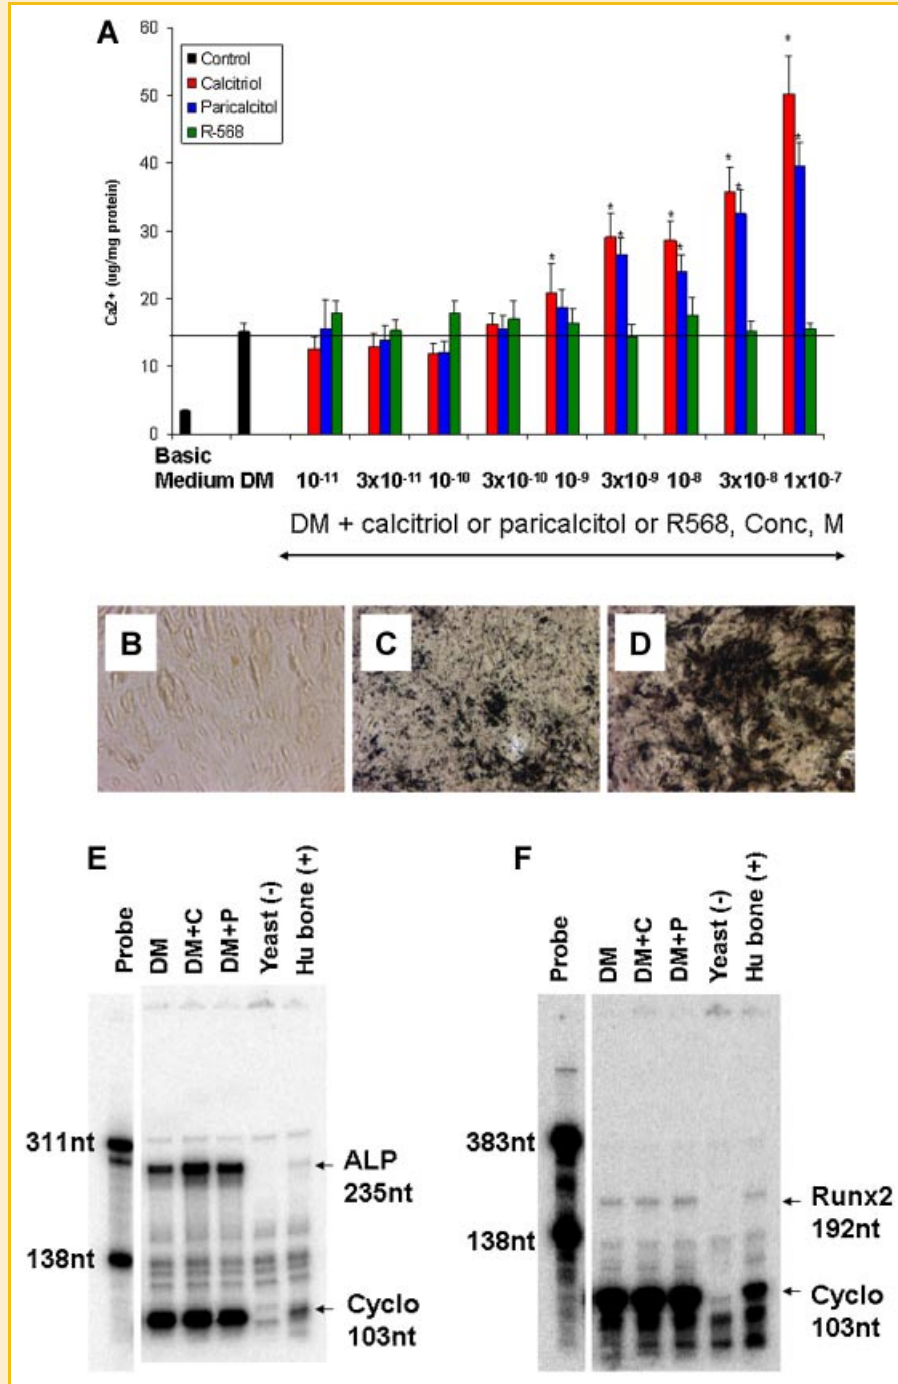 A
60
50
40
30
20
10
0
Ca2+ (ug/mg protein)
Control
Calcitriol
Paricalcitol
R-568
* * * * * * * * *
Basic
Medium DM 10⁻¹¹ 3x10⁻¹¹ 10⁻¹⁰ 3x10⁻¹⁰ 10⁻⁹ 3x10⁻⁹ 10⁻⁸ 3x10⁻⁸ 1x10⁻⁷
DM + calcitriol or paricalcitol or R568, Conc, M
B
C
D
E
Probe
DM
DM+C
DM+P
Yeast (-)
Hu bone (+)
311nt
138nt
ALP
235nt
Cyclo
103nt
F
Probe
DM
DM+C
DM+P
Yeast (-)
Hu bone (+)
383nt
138nt
Runx2
192nt
Cyclo
103nt